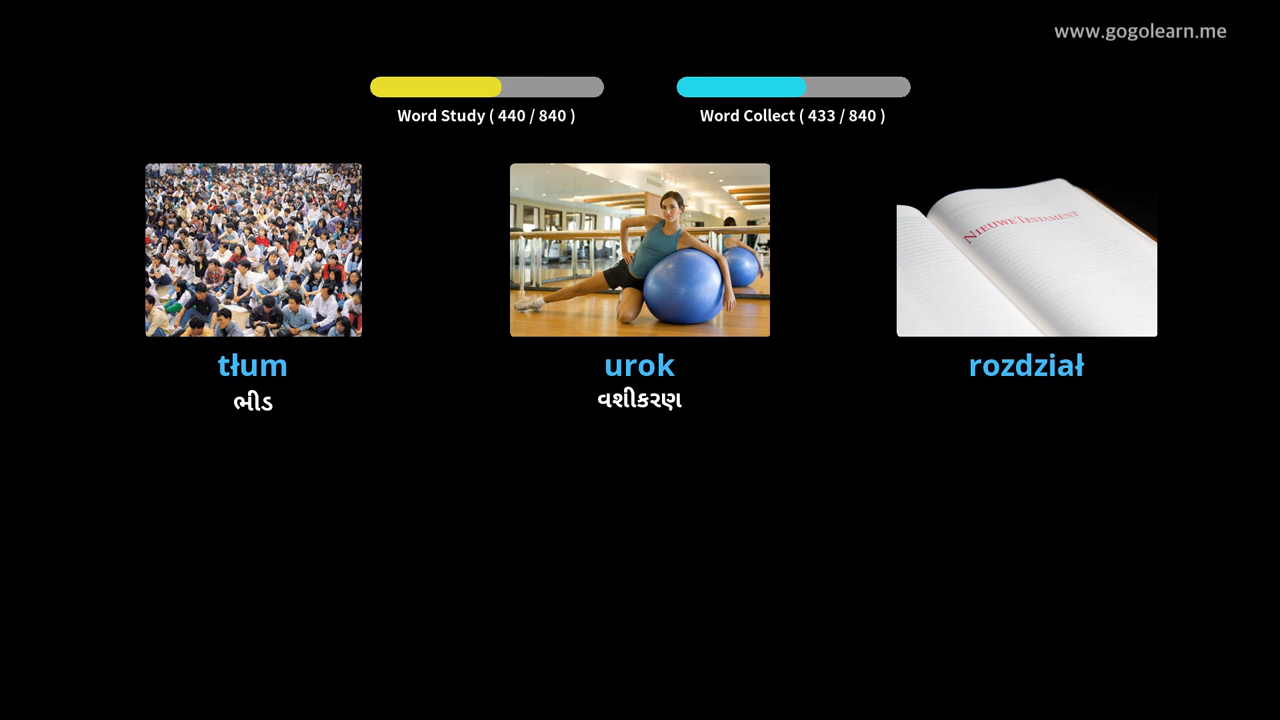 www.gogolearn.me
Word Study ( 440 / 840 )
Word Collect ( 433 / 840 )
NIEUWE TESTAMENT
tłum
urok
rozdział
ભીડ
વશીકરણ